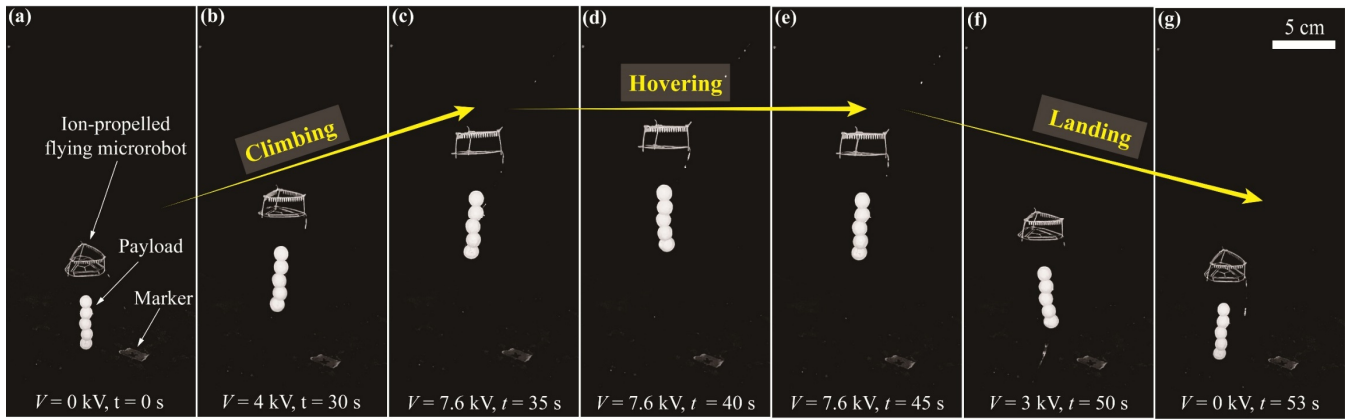 (a)
(b)
(c)
(d)
(e)
(f)
(g)
5 cm
Climbing
Hovering
Landing
Ion-propelled
flying microrobot
Payload
Marker
V = 0 kV, t = 0 s
V = 4 kV, t = 30 s
V = 7.6 kV, t = 35 s
V = 7.6 kV, t = 40 s
V = 7.6 kV, t = 45 s
V = 3 kV, t = 50 s
V = 0 kV, t = 53 s